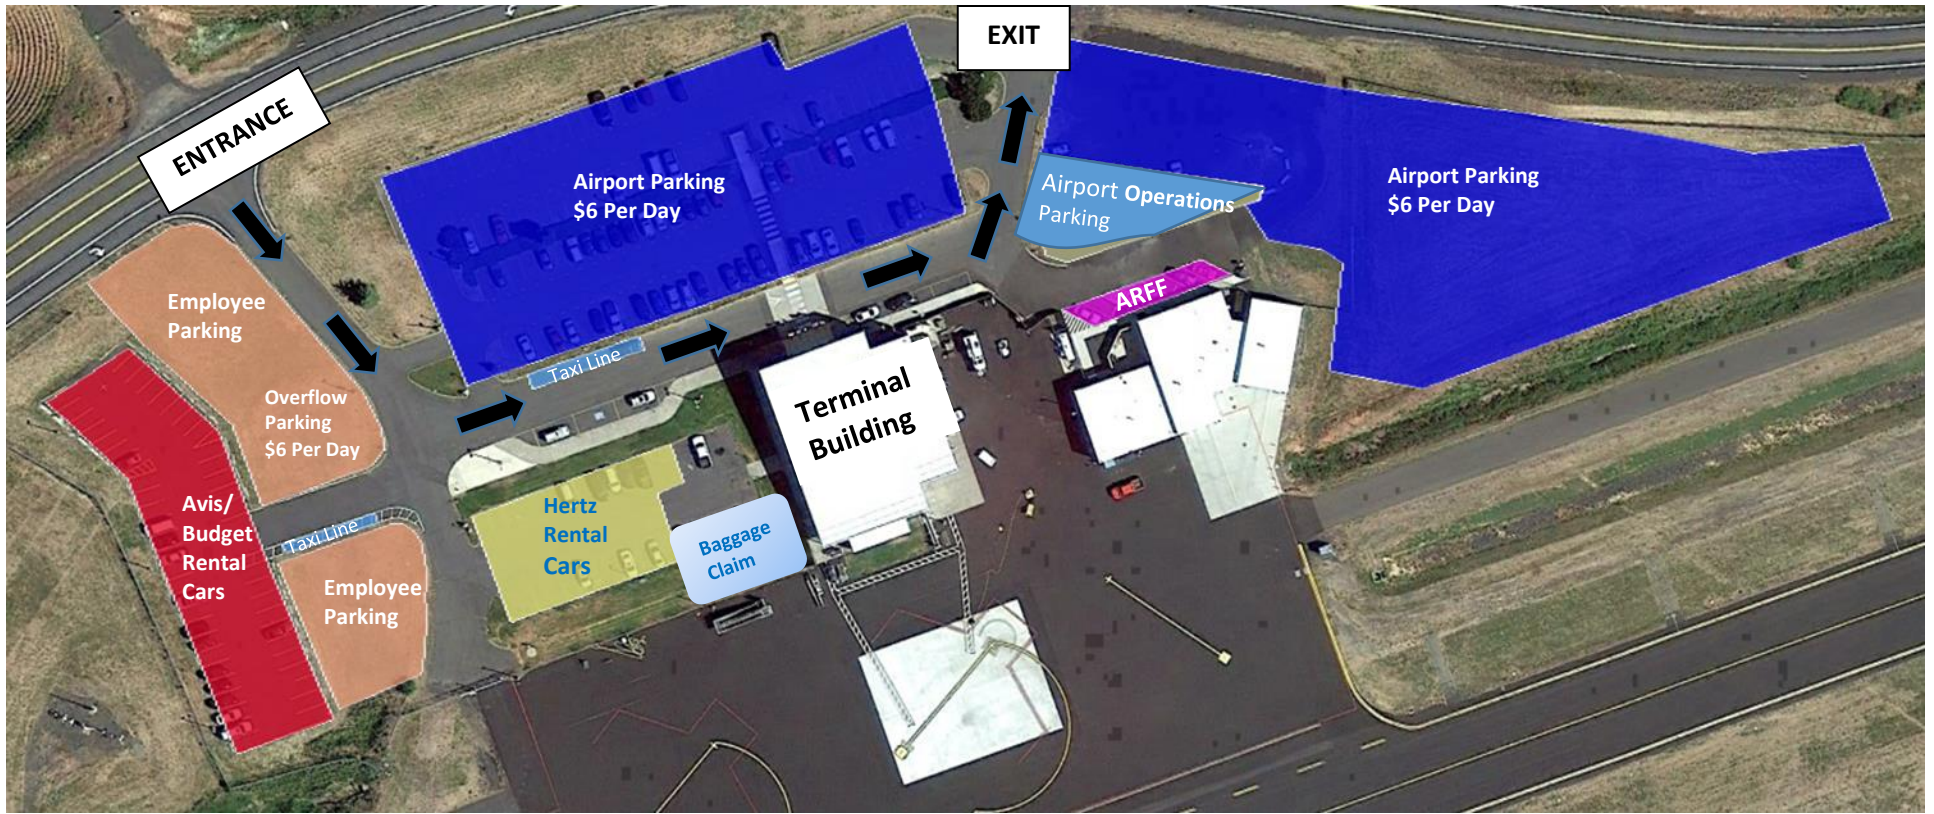 EXIT
ENTRANCE
Airport Parking
$6 Per Day
Airport Operations
Parking
Airport Parking
$6 Per Day
Employee
Parking
ARFF
Taxi Line
Overflow
Parking
$6 Per Day
Terminal
Building
Avis/
Budget
Rental
Cars
Hertz
Rental
Cars
Baggage
Claim
Taxi Line
Employee
Parking